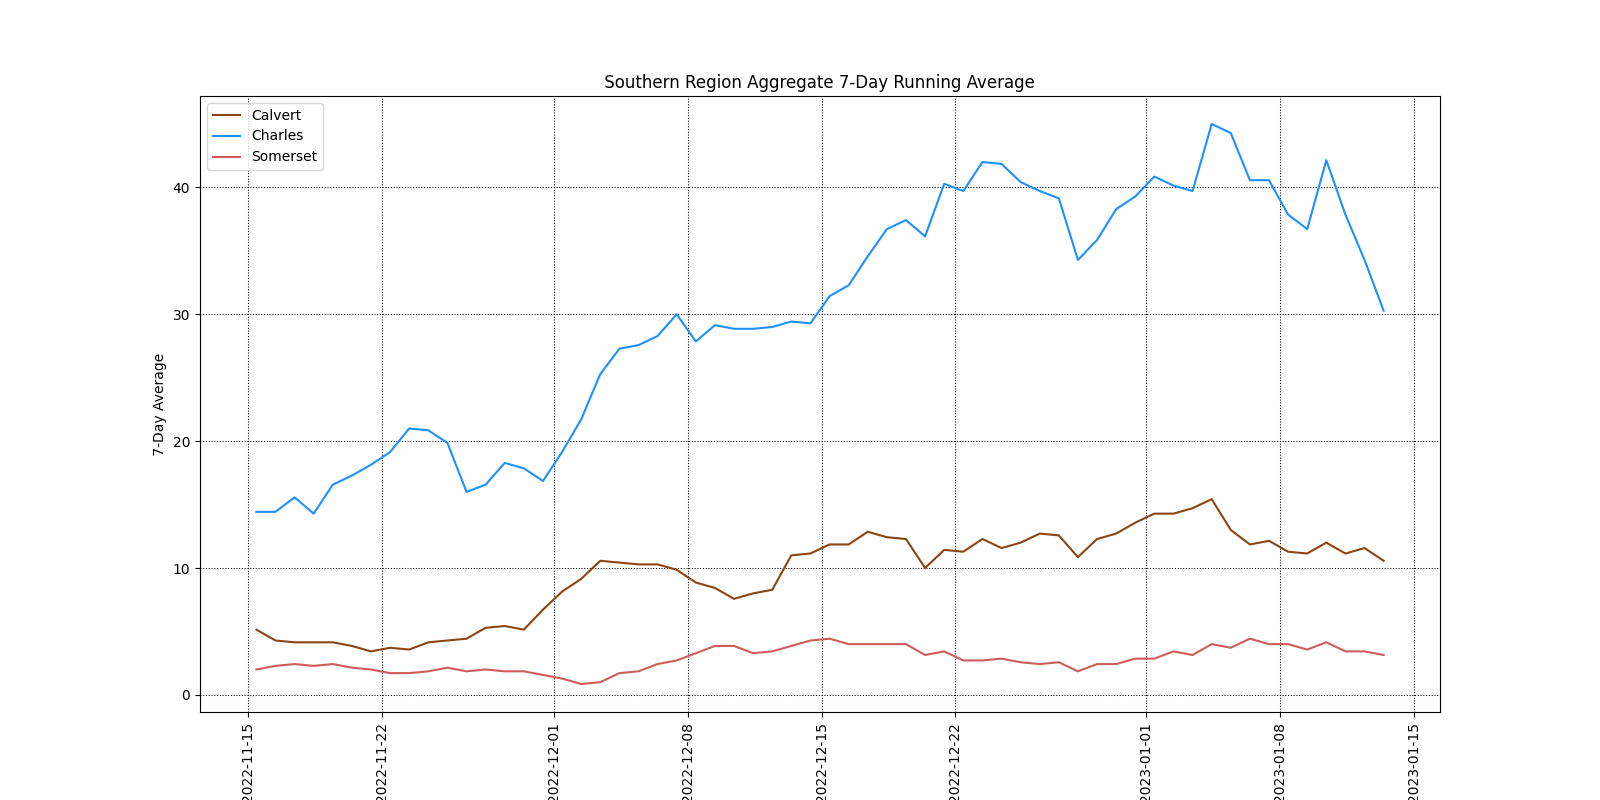 Southern Region Aggregate 7-Day Running Average
Calvert
Charles
Somerset
7-Day Average
40
30
20
10
0
2022-11-15
2022-11-22
2022-12-01
2022-12-08
2022-12-15
2022-12-22
2023-01-01
2023-01-08
2023-01-15